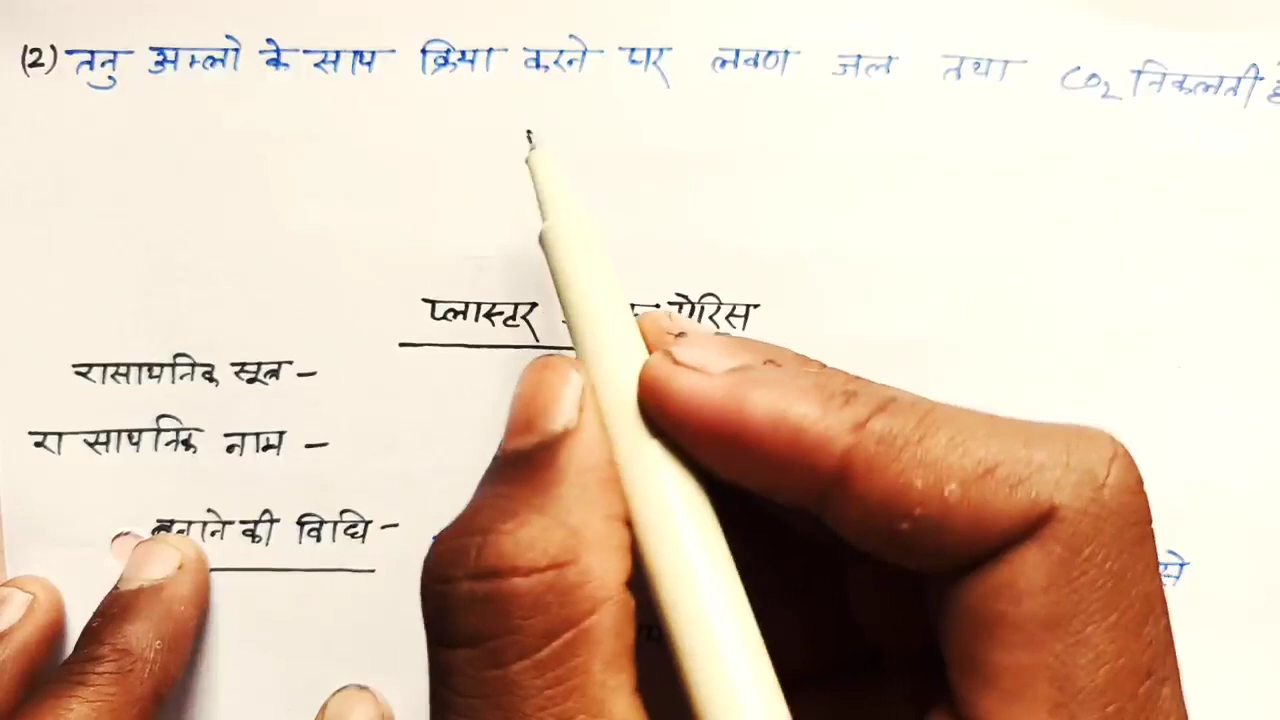 (2) तनु अम्लो के साथ क्रिया करने पर लवण जल तथा CO₂ निकलती है
प्लास्टर पेरिस
रासायनिक सूत्र -
रासायनिक नाम -
बनाने की विधि -
से